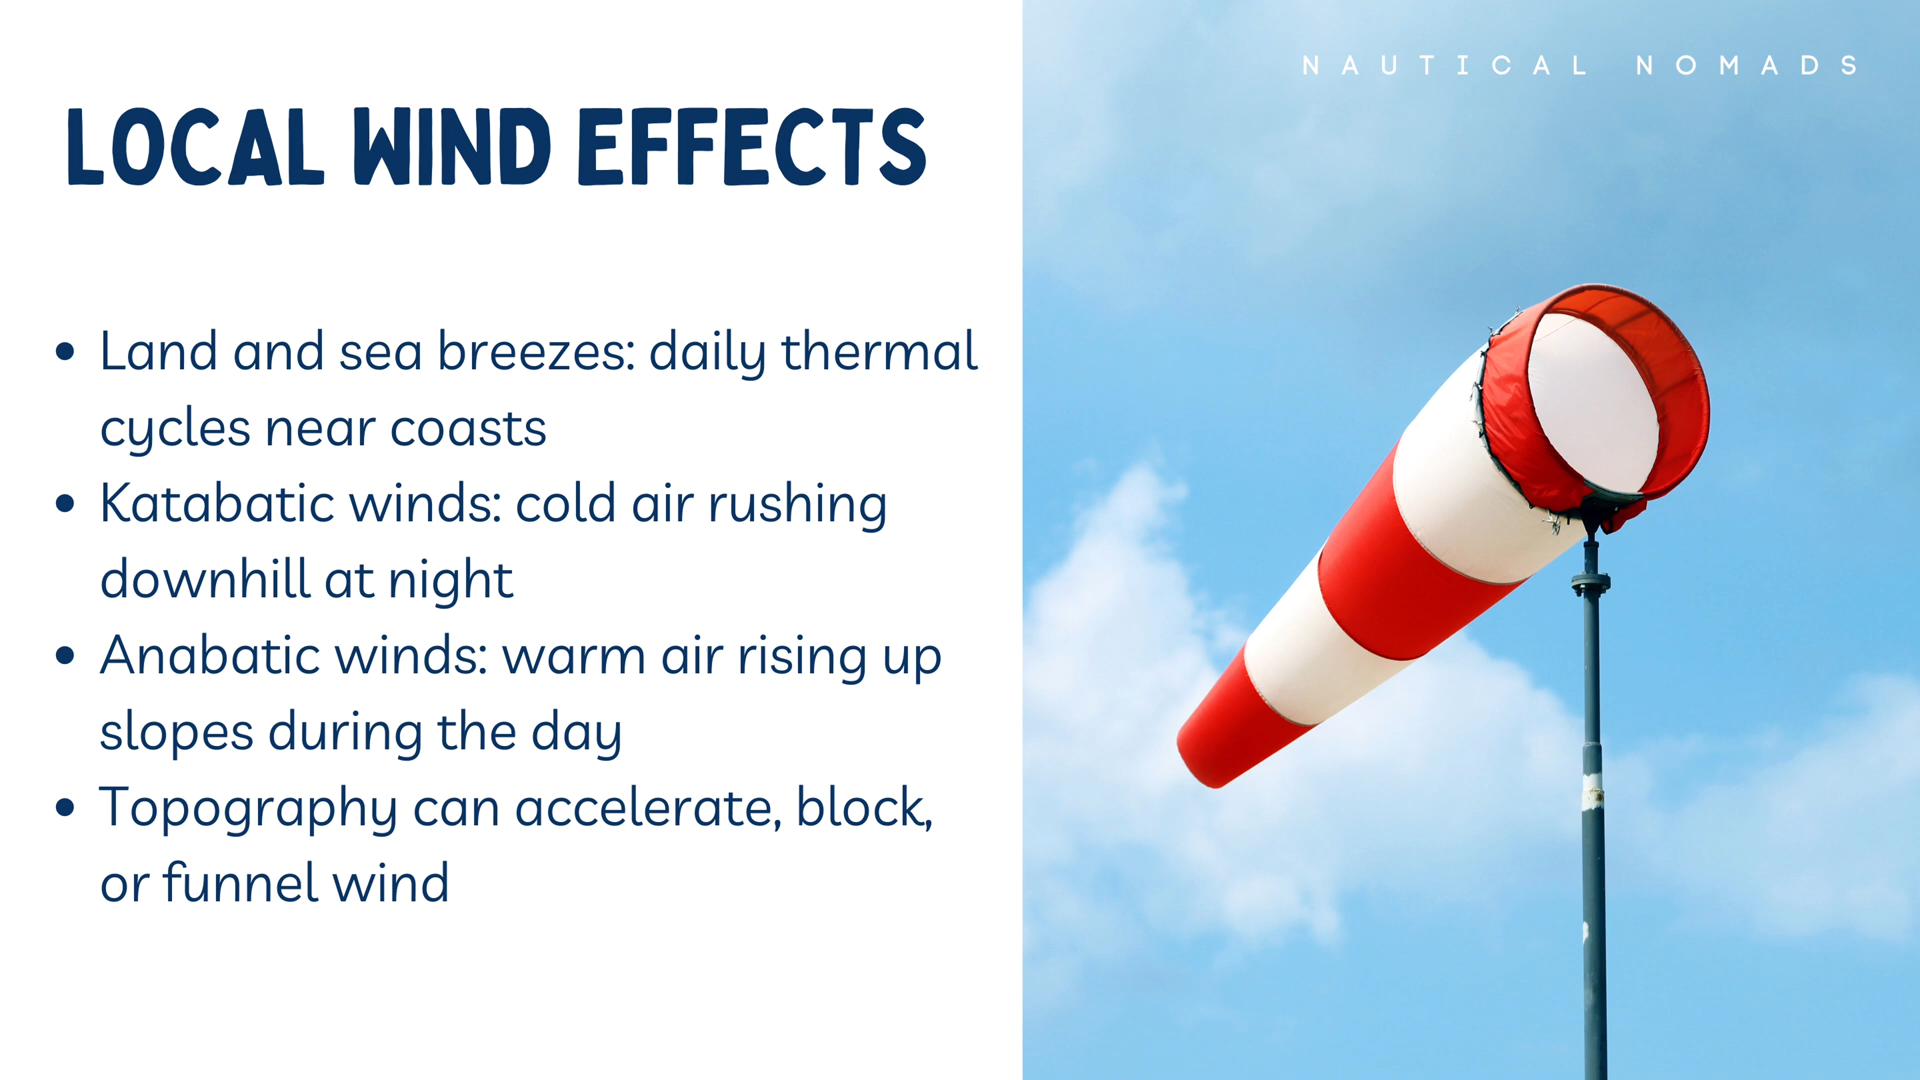 NAUTICAL NOMADS
LOCAL WIND EFFECTS
• Land and sea breezes: daily thermal
cycles near coasts
• Katabatic winds: cold air rushing
downhill at night
• Anabatic winds: warm air rising up
slopes during the day
• Topography can accelerate, block,
or funnel wind